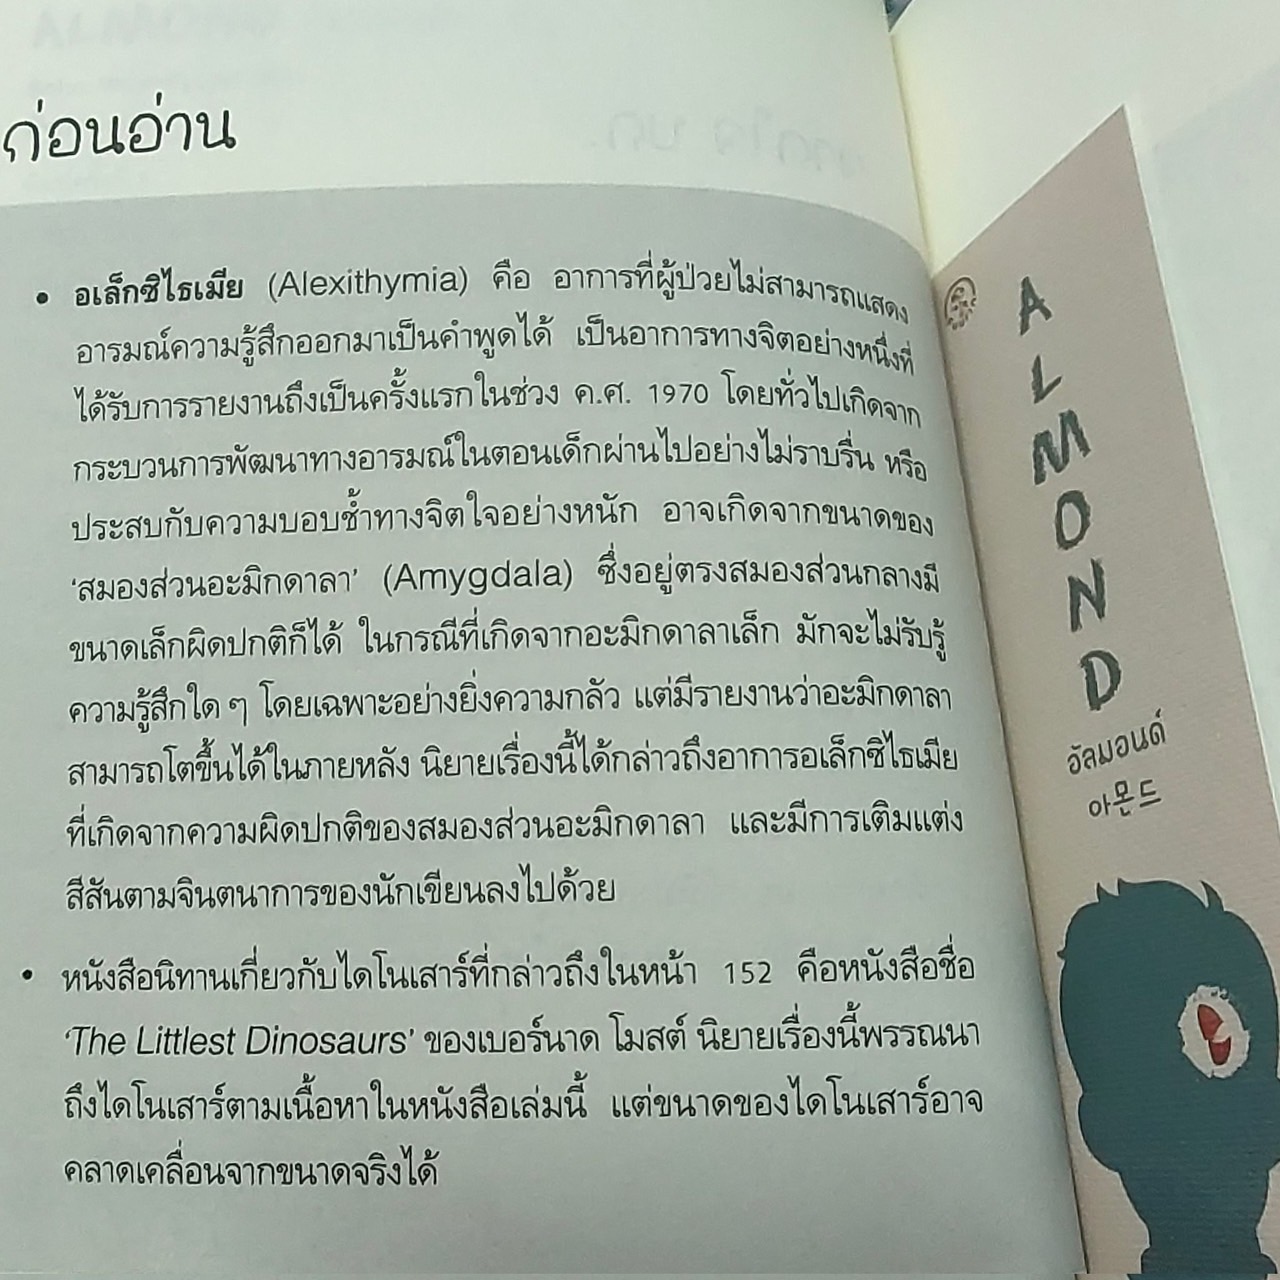 ก่อนอ่าน
• อเล็กซิไธเมีย (Alexithymia) คือ อาการที่ผู้ป่วยไม่สามารถแสดง
อารมณ์ความรู้สึกออกมาเป็นคำพูดได้ เป็นอาการทางจิตอย่างหนึ่งที่
ได้รับการรายงานถึงเป็นครั้งแรกในช่วง ค.ศ. 1970 โดยทั่วไปเกิดจาก
กระบวนการพัฒนาทางอารมณ์ในตอนเด็กผ่านไปอย่างไม่ราบรื่น หรือ
ประสบกับความบอบช้ำทางจิตใจอย่างหนัก อาจเกิดจากขนาดของ
‘สมองส่วนอะมิกดาลา’ (Amygdala) ซึ่งอยู่ตรงสมองส่วนกลางมี
ขนาดเล็กผิดปกติก็ได้ ในกรณีที่เกิดจากอะมิกดาลาเล็ก มักจะไม่รับรู้
ความรู้สึกใด ๆ โดยเฉพาะอย่างยิ่งความกลัว แต่มีรายงานว่าอะมิกดาลา
สามารถโตขึ้นได้ในภายหลัง นิยายเรื่องนี้ได้กล่าวถึงอาการอเล็กซิไธเมีย
ที่เกิดจากความผิดปกติของสมองส่วนอะมิกดาลา และมีการเติมแต่ง
สีสันตามจินตนาการของนักเขียนลงไปด้วย
• หนังสือนิทานเกี่ยวกับไดโนเสาร์ที่กล่าวถึงในหน้า 152 คือหนังสือชื่อ
‘The Littlest Dinosaurs’ ของเบอร์นาด โมสต์ นิยายเรื่องนี้พรรณนา
ถึงไดโนเสาร์ตามเนื้อหาในหนังสือเล่มนี้ แต่ขนาดของไดโนเสาร์อาจ
คลาดเคลื่อนจากขนาดจริงได้
ALMOND
อัลมอนด์
아몬드